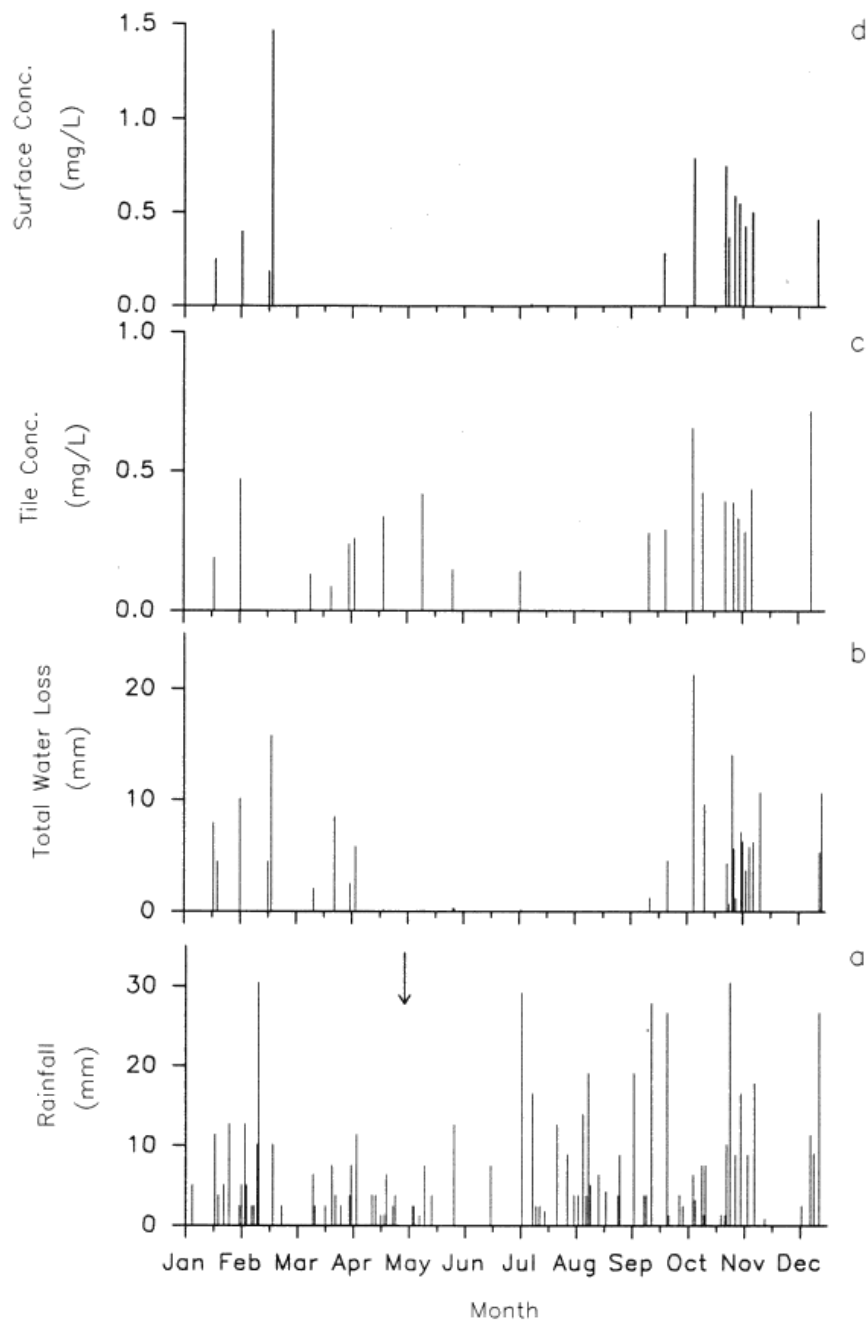 d
Surface Conc.
(mg/L)
1.5
1.0
0.5
0.0
c
Tile Conc.
(mg/L)
1.0
0.5
0.0
b
Total Water Loss
(mm)
20
10
0
a
Rainfall
(mm)
30
20
10
0
Jan Feb Mar Apr May Jun Jul Aug Sep Oct Nov Dec
Month